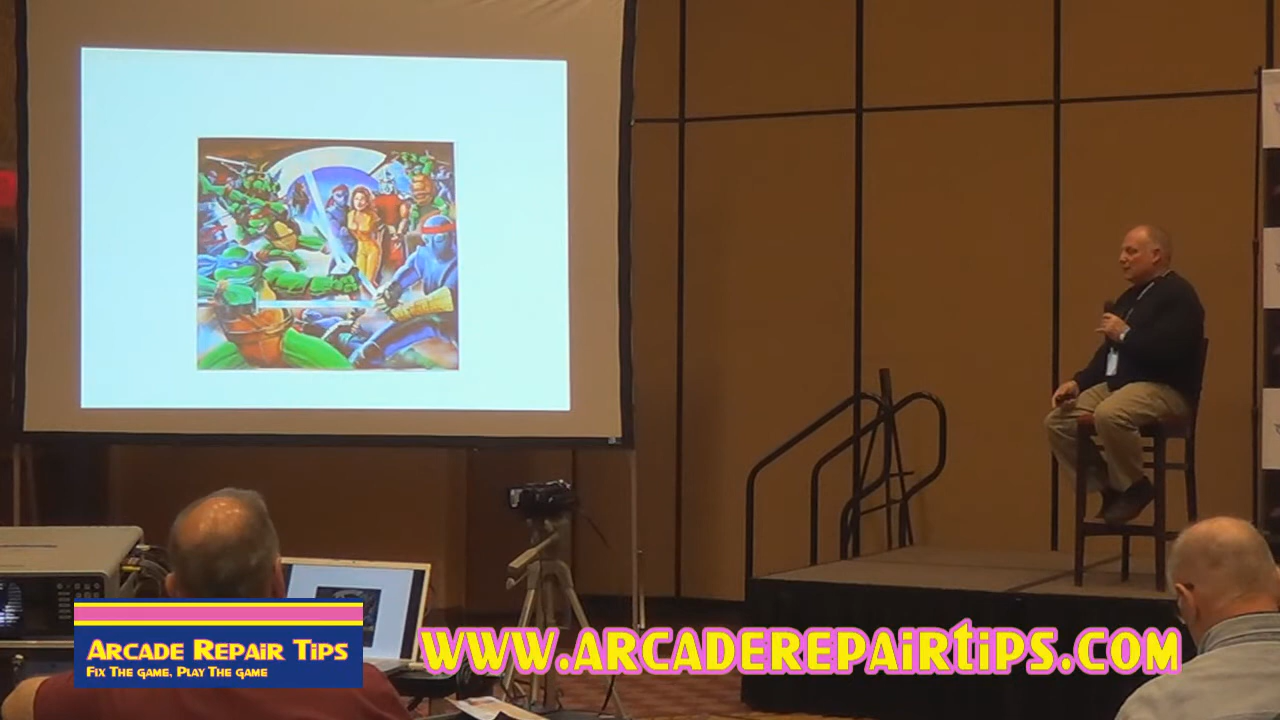 ARCADE REPAIR TIPS
FIX THE GAME, PLAY THE GAME
www.ARCADEREPAIRTIPS.COM